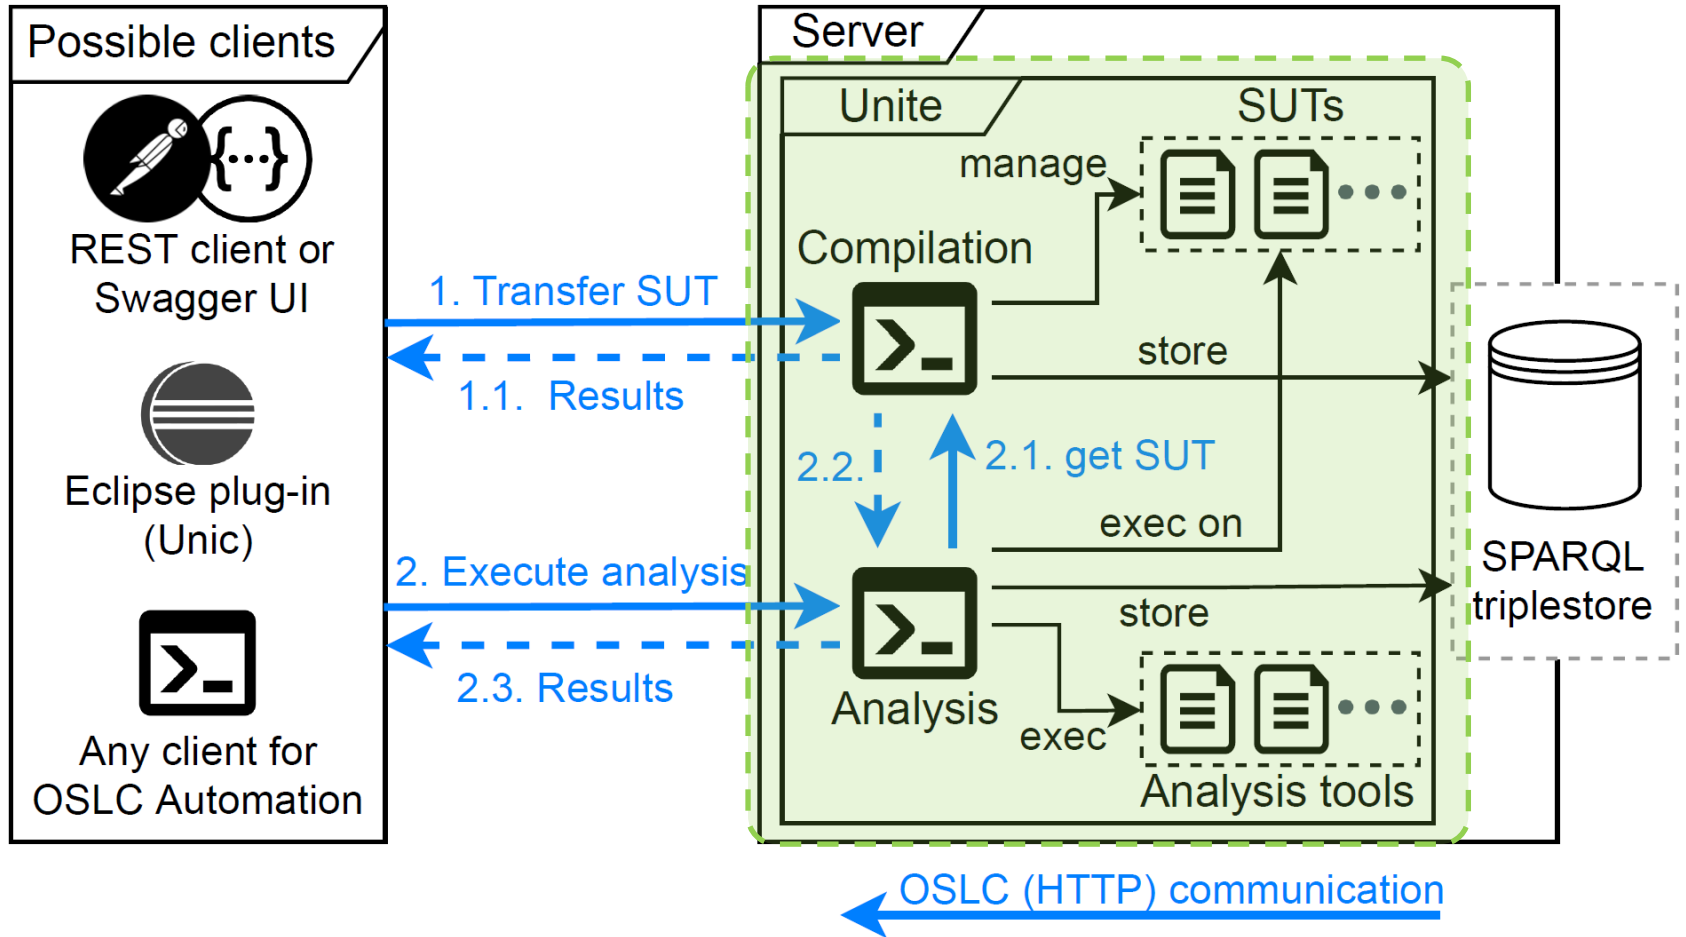 Possible clients
REST client or
Swagger UI
Eclipse plug-in
(Unic)
Any client for
OSLC Automation
1. Transfer SUT
1.1. Results
2. Execute analysis
2.3. Results
Server
Unite
SUTs
manage
Compilation
store
2.2.
2.1. get SUT
exec on
store
Analysis
exec
Analysis tools
SPARQL
triplestore
OSLC (HTTP) communication